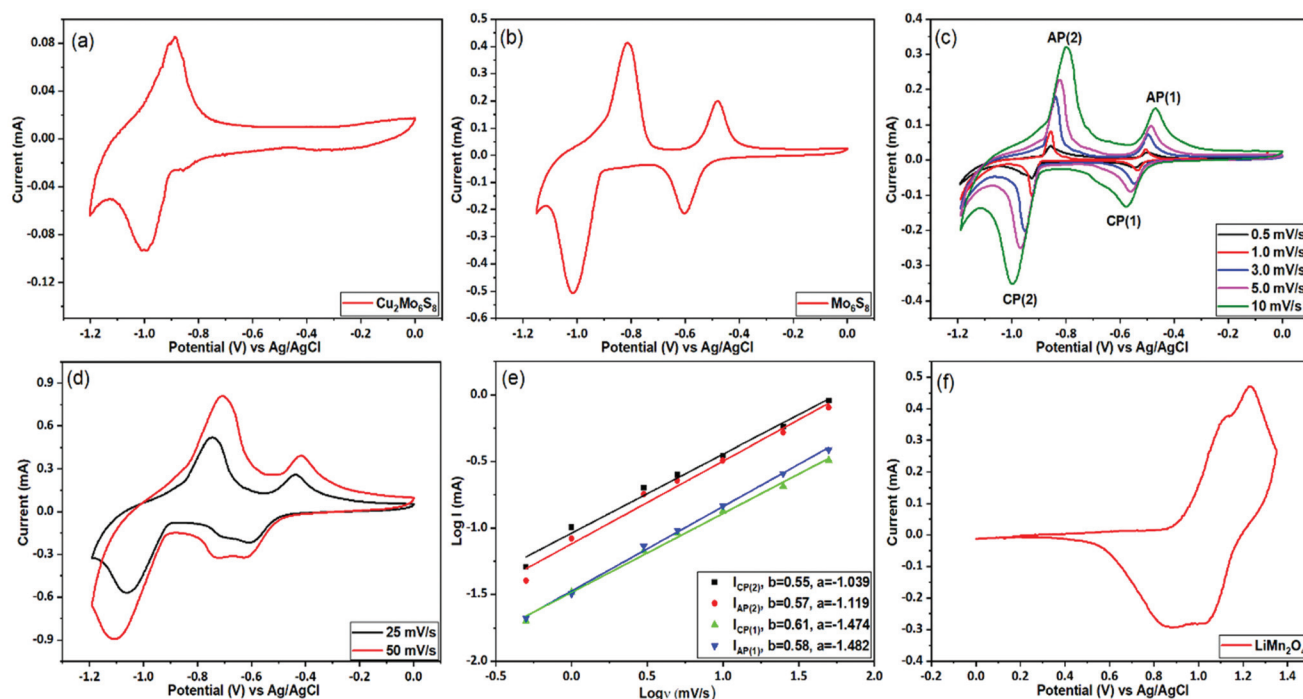 (a)
Current (mA)
0.08
0.04
0.00
-0.04
-0.08
-0.12
-1.2 -1.0 -0.8 -0.6 -0.4 -0.2 0.0
Potential (V) vs Ag/AgCl
Cu2Mo6S8
(b)
Current (mA)
0.5
0.4
0.3
0.2
0.1
0.0
-0.1
-0.2
-0.3
-0.4
-0.5
-0.6
-1.2 -1.0 -0.8 -0.6 -0.4 -0.2 0.0
Potential (V) vs Ag/AgCl
Mo6S8
(c)
Current (mA)
0.4
0.3
0.2
0.1
0.0
-0.1
-0.2
-0.3
-0.4
AP(2)
AP(1)
CP(1)
CP(2)
0.5 mV/s
1.0 mV/s
3.0 mV/s
5.0 mV/s
10 mV/s
-1.2 -1.0 -0.8 -0.6 -0.4 -0.2 0.0
Potential (V) vs Ag/AgCl
(d)
Current (mA)
0.9
0.6
0.3
0.0
-0.3
-0.6
-0.9
25 mV/s
50 mV/s
-1.2 -1.0 -0.8 -0.6 -0.4 -0.2 0.0
Potential (V) vs Ag/AgCl
(e)
Log I (mA)
0.0
-0.5
-1.0
-1.5
-2.0
ICP(2), b=0.55, a=-1.039
IAP(2), b=0.57, a=-1.119
ICP(1), b=0.61, a=-1.474
IAP(1), b=0.58, a=-1.482
-0.5 0.0 0.5 1.0 1.5 2.0
Logν (mV/s)
(f)
Current (mA)
0.5
0.4
0.3
0.2
0.1
0.0
-0.1
-0.2
-0.3
-0.4
LiMn2O
0.0 0.2 0.4 0.6 0.8 1.0 1.2 1.4
Potential (V) vs Ag/AgCl